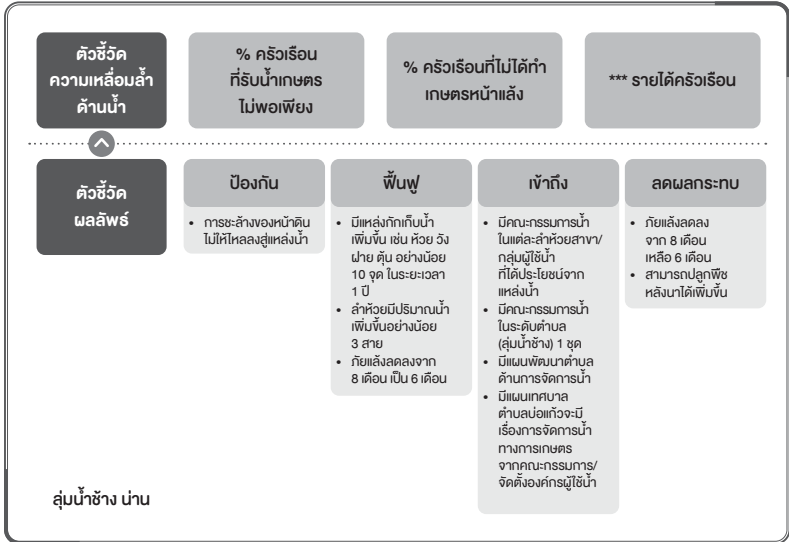 ตัวชี้วัด
ความเหลื่อมล้ำ
ด้านน้ำ
% ครัวเรือน
ที่รับน้ำเกษตร
ไม่พอเพียง
% ครัวเรือนที่ไม่ได้ทำ
เกษตรหน้าแล้ง
*** รายได้ครัวเรือน
ตัวชี้วัด
ผลลัพธ์
ป้องกัน
• การชะล้างของหน้าดิน
ไม่ให้ไหลลงสู่แหล่งน้ำ
ฟื้นฟู
• มีแหล่งกักเก็บน้ำ
เพิ่มขึ้น เช่น ห้วย วัง
ฝาย ตุ้น อย่างน้อย
10 จุด ในระยะเวลา
1 ปี
• ลำห้วยมีปริมาณน้ำ
เพิ่มขึ้นอย่างน้อย
3 สาย
• ภัยแล้งลดลงจาก
8 เดือน เป็น 6 เดือน
เข้าถึง
• มีคณะกรรมการน้ำ
ในแต่ละลำห้วยสาขา/
กลุ่มผู้ใช้น้ำ
ที่ได้ประโยชน์จาก
แหล่งน้ำ
• มีคณะกรรมการน้ำ
ในระดับตำบล
(ลุ่มน้ำช้าง) 1 ชุด
• มีแผนพัฒนาตำบล
ด้านการจัดการน้ำ
• มีแผนเทศบาล
ตำบลบ่อแก้วจะมี
เรื่องการจัดการน้ำ
ทางการเกษตร
จากคณะกรรมการ/
จัดตั้งองค์กรผู้ใช้น้ำ
ลดผลกระทบ
• ภัยแล้งลดลง
จาก 8 เดือน
เหลือ 6 เดือน
• สามารถปลูกพืช
หลังนาได้เพิ่มขึ้น
ลุ่มน้ำช้าง น่าน